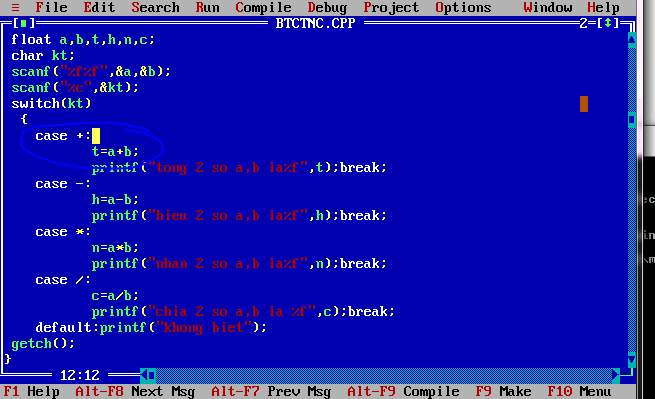 ≡ File Edit Search Run Compile Debug Project Options Window Help
[■] BTCTNC.CPP 2=[↕]
float a,b,t,h,n,c;
char kt;
scanf("%f%f",&a,&b);
scanf("%c",&kt);
switch(kt)
{
case +:
t=a+b;
printf("tong 2 so a,b la%f",t);break;
case -:
h=a-b;
printf("hieu 2 so a,b la%f",h);break;
case *:
n=a*b;
printf("nhan 2 so a,b la%f",n);break;
case /:
c=a/b;
printf("chia 2 so a,b la %f",c);break;
default:printf("khong biet");
getch();
}
12:12
F1 Help Alt-F8 Next Msg Alt-F7 Prev Msg Alt-F9 Compile F9 Make F10 Menu